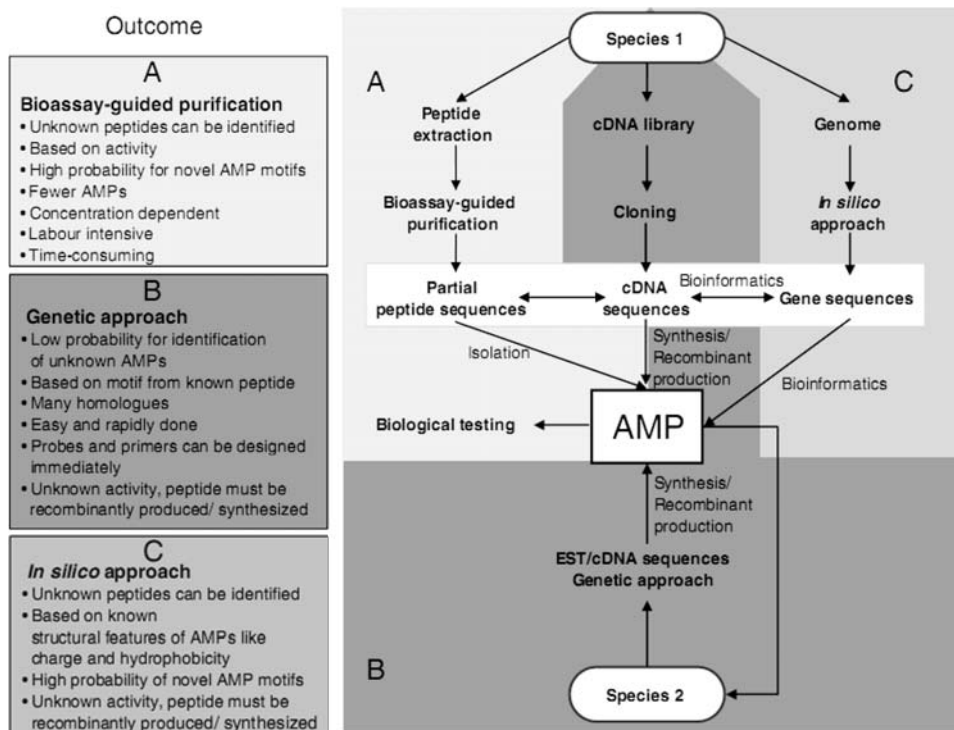 Outcome
A
Bioassay-guided purification
• Unknown peptides can be identified
• Based on activity
• High probability for novel AMP motifs
• Fewer AMPs
• Concentration dependent
• Labour intensive
• Time-consuming
B
Genetic approach
• Low probability for identification
of unknown AMPs
• Based on motif from known peptide
• Many homologues
• Easy and rapidly done
• Probes and primers can be designed
immediately
• Unknown activity, peptide must be
recombinantly produced/ synthesized
C
In silico approach
• Unknown peptides can be identified
• Based on known
structural features of AMPs like
charge and hydrophobicity
• High probability of novel AMP motifs
• Unknown activity, peptide must be
recombinantly produced/ synthesized
Species 1
A
C
Peptide
extraction
cDNA library
Genome
Bioassay-guided
purification
Cloning
In silico
approach
Partial
peptide sequences
cDNA
sequences
Bioinformatics
Gene sequences
Isolation
Synthesis/
Recombinant
production
Bioinformatics
Biological testing
AMP
Synthesis/
Recombinant
production
EST/cDNA sequences
Genetic approach
B
Species 2